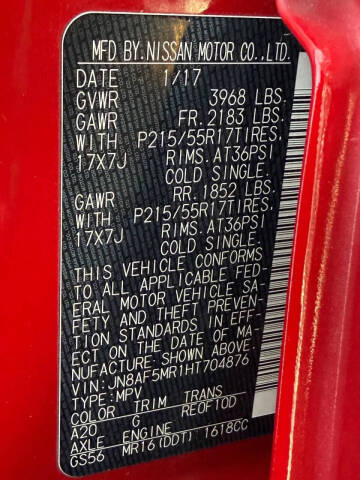 MFD BY.NISSAN MOTOR CO.,LTD.
DATE 1/17
GVWR 3968 LBS.
GAWR FR.2183 LBS.
WITH P215/55R17TIRES.
17X7J RIMS.AT36PSI
COLD SINGLE.
GAWR RR.1852 LBS.
WITH P215/55R17TIRES.
17X7J RIMS.AT36PSI
COLD SINGLE.
THIS VEHICLE CONFORMS
TO ALL APPLICABLE FED-
ERAL MOTOR VEHICLE SA-
FETY AND THEFT PREVEN-
TION STANDARDS IN EFF-
ECT ON THE DATE OF MA-
NUFACTURE:SHOWN ABOVE.
VIN:JN8AF5MR1HT704876
TYPE:MPV
COLOR TRIM TRANS
A20 G RE0F10D
AXLE ENGINE
GS56 MR16(DDT) 1618CC